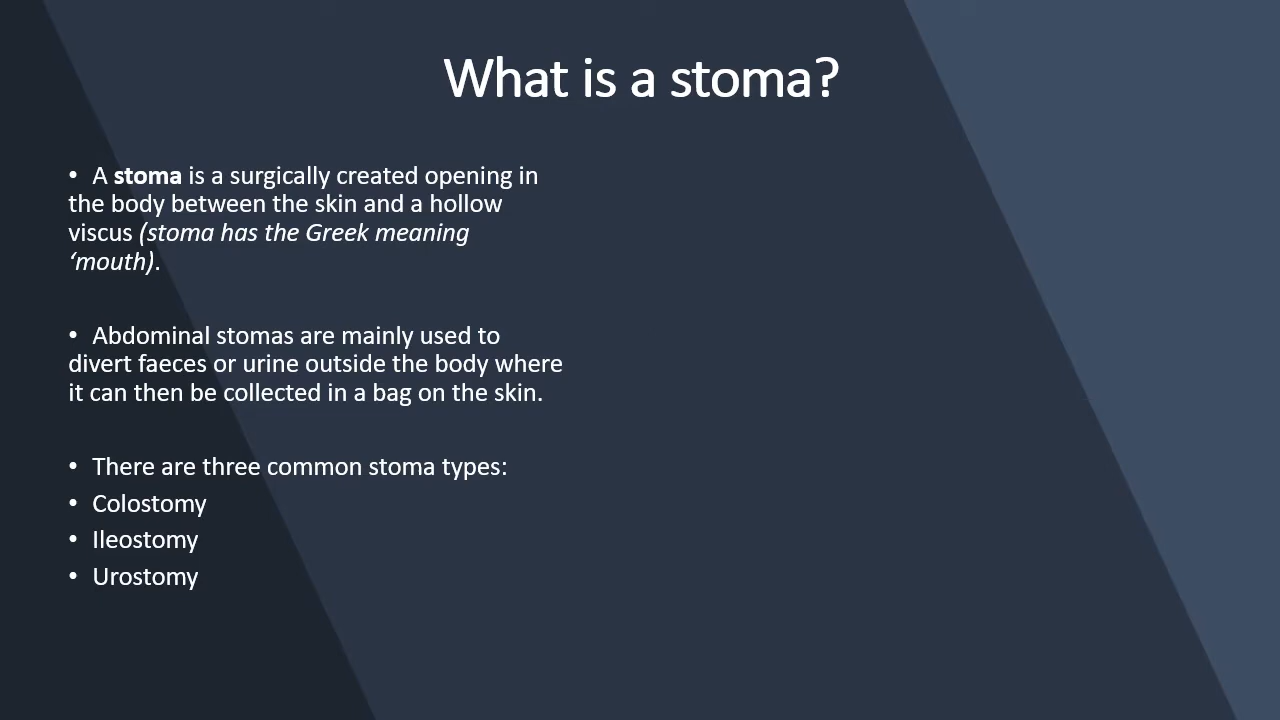 What is a stoma?
• A stoma is a surgically created opening in
the body between the skin and a hollow
viscus (stoma has the Greek meaning
‘mouth).
• Abdominal stomas are mainly used to
divert faeces or urine outside the body where
it can then be collected in a bag on the skin.
• There are three common stoma types:
• Colostomy
• Ileostomy
• Urostomy